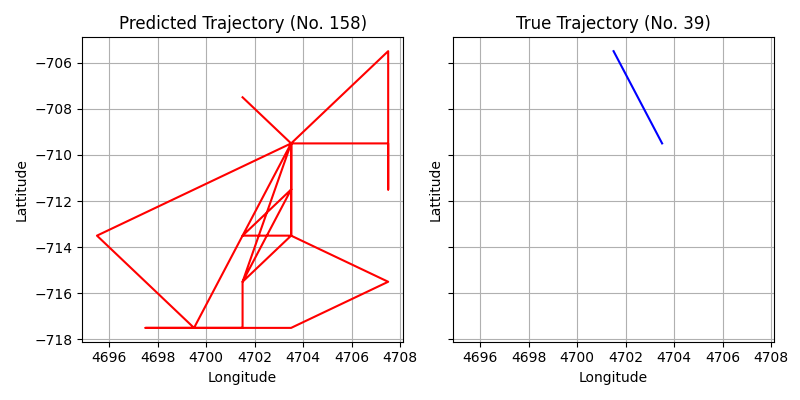 Predicted Trajectory (No. 158)
True Trajectory (No. 39)
Lattitude
−706
−708
−710
−712
−714
−716
−718
4696 4698 4700 4702 4704 4706 4708
Longitude
Lattitude
4696 4698 4700 4702 4704 4706 4708
Longitude